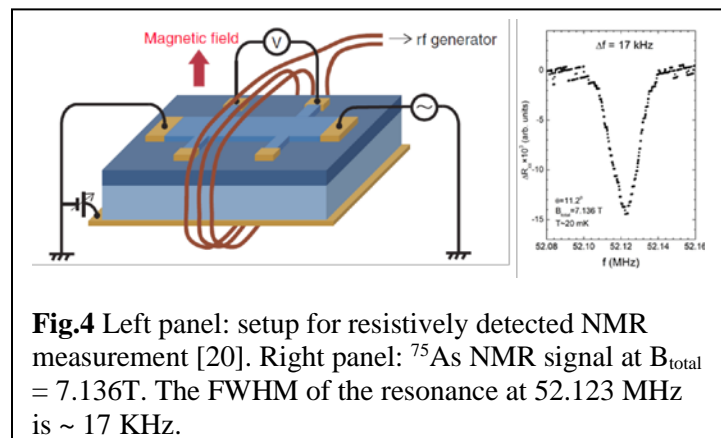 Magnetic field
V
→ rf generator
~
Δf = 17 kHz
ΔRxx×10³ (arb. units)
0
-5
-10
-15
B_total=7.136 T
T~20 mK
52.08 52.10 52.12 52.14 52.16
f (MHz)
Fig.4 Left panel: setup for resistively detected NMR
measurement [20]. Right panel: ⁷⁵As NMR signal at B_total
= 7.136T. The FWHM of the resonance at 52.123 MHz
is ~ 17 KHz.